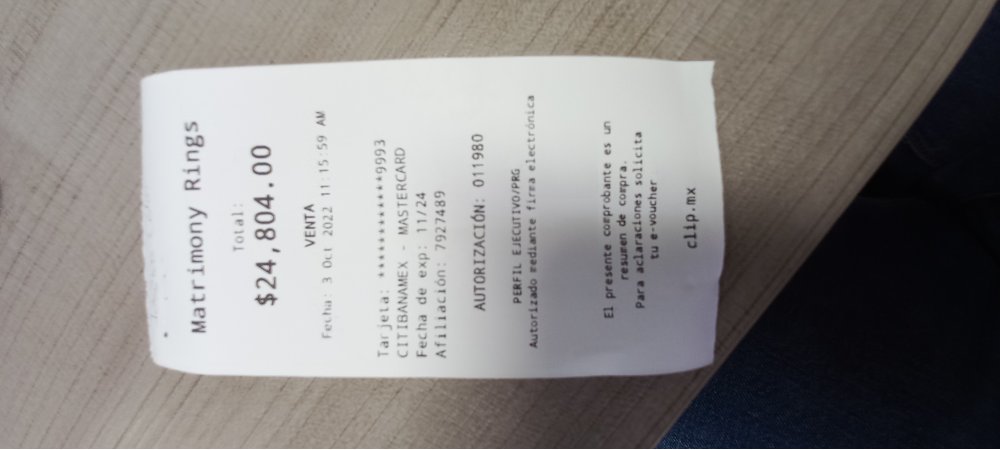 Matrimony Rings
Total:
$24,804.00
VENTA
Fecha: 3 Oct 2022 11:15:59 AM
Tarjeta: ************9993
CITIBANAMEX - MASTERCARD
Fecha de exp: 11/24
Afiliación: 7927489
AUTORIZACIÓN: 011980
PERFIL EJECUTIVO/PRG
Autorizado mediante firma electrónica
El presente comprobante es un
resumen de compra.
Para aclaraciones solicita
tu e-voucher
clip.mx